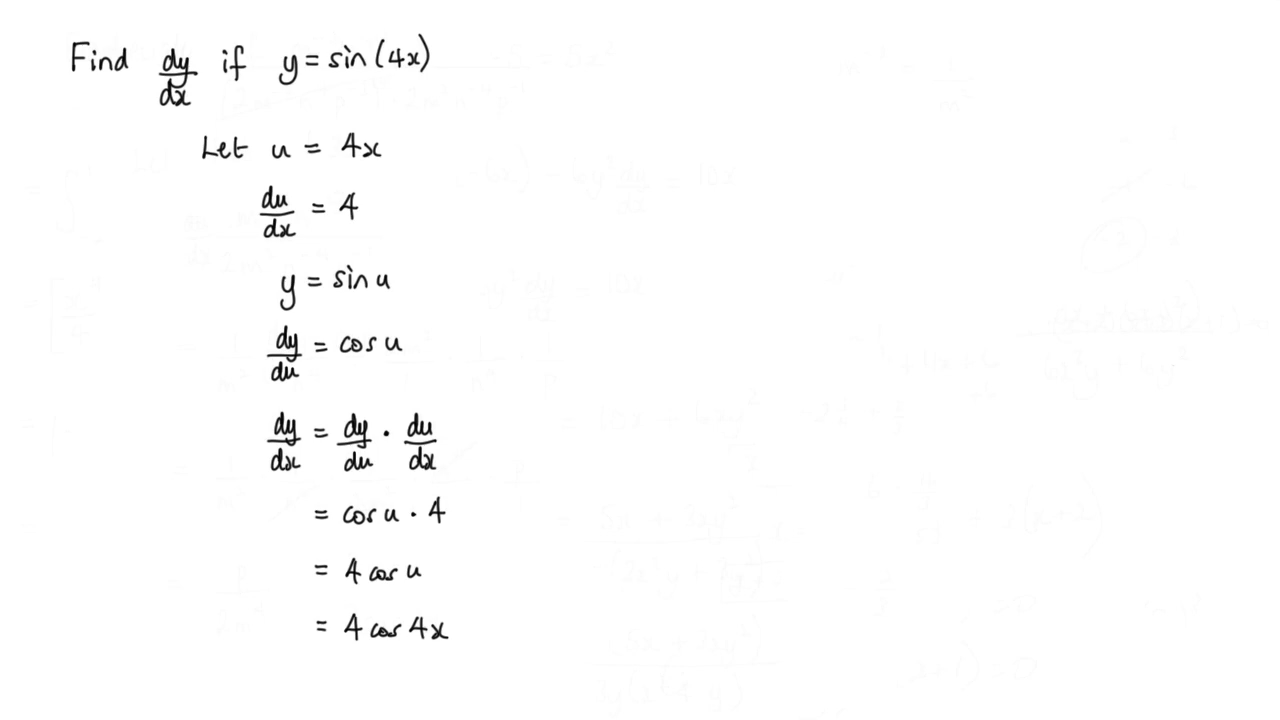 Find dy/dx if y = sin(4x)
Let u = 4x
du/dx = 4
y = sin u
dy/du = cos u
dy/dx = dy/du · du/dx
= cos u · 4
= 4 cos u
= 4 cos 4x